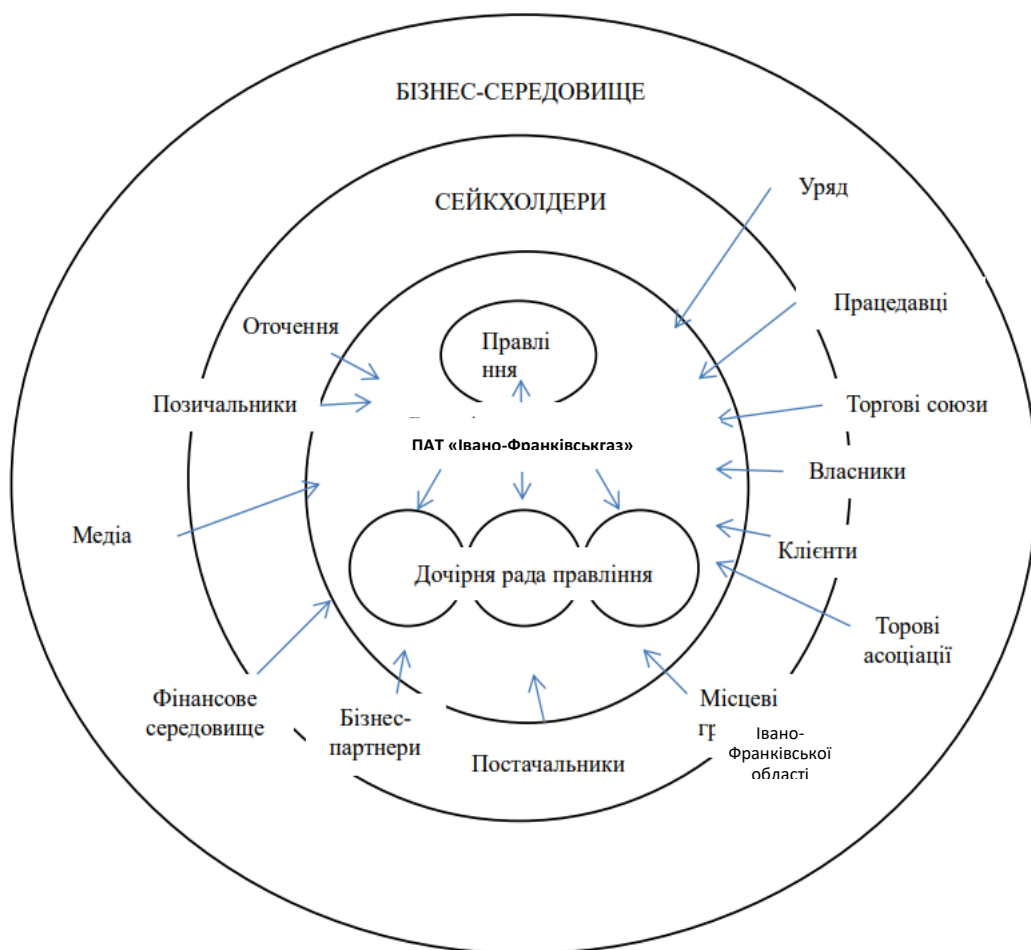 БІЗНЕС-СЕРЕДОВИЩЕ
СЕЙКХОЛДЕРИ
Уряд
Працедавці
Оточення
Правлі
ння
Позичальники
Торгові союзи
ПАТ «Івано-Франківськгаз»
Власники
Медіа
Клієнти
Дочірня рада правління
Торові
асоціації
Фінансове
середовище
Бізнес-
партнери
Постачальники
Місцеві
Івано-
Франківської
області